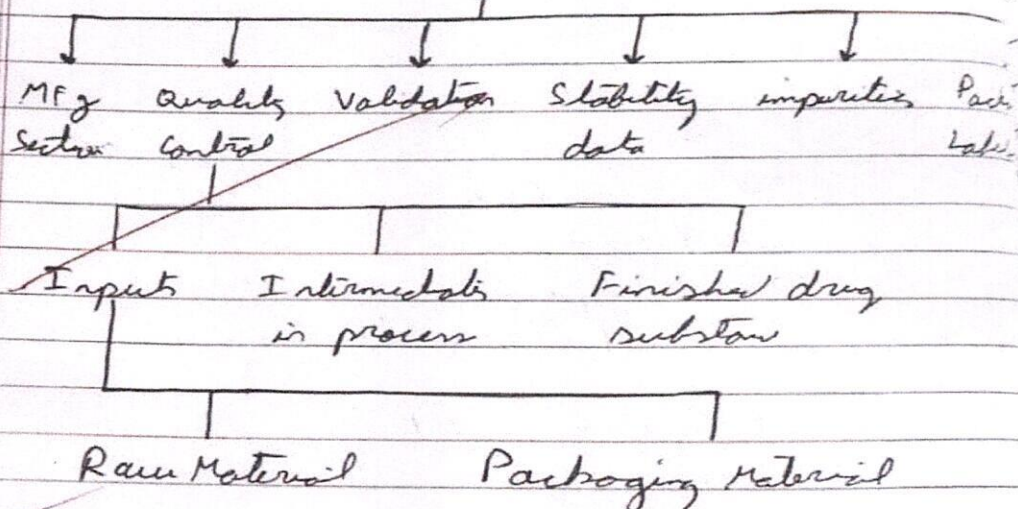 Mfg Quality Validation Stability impurities
Section Control data
Inputs Intermediates Finished drug
in process substance
Raw Material Packaging Material